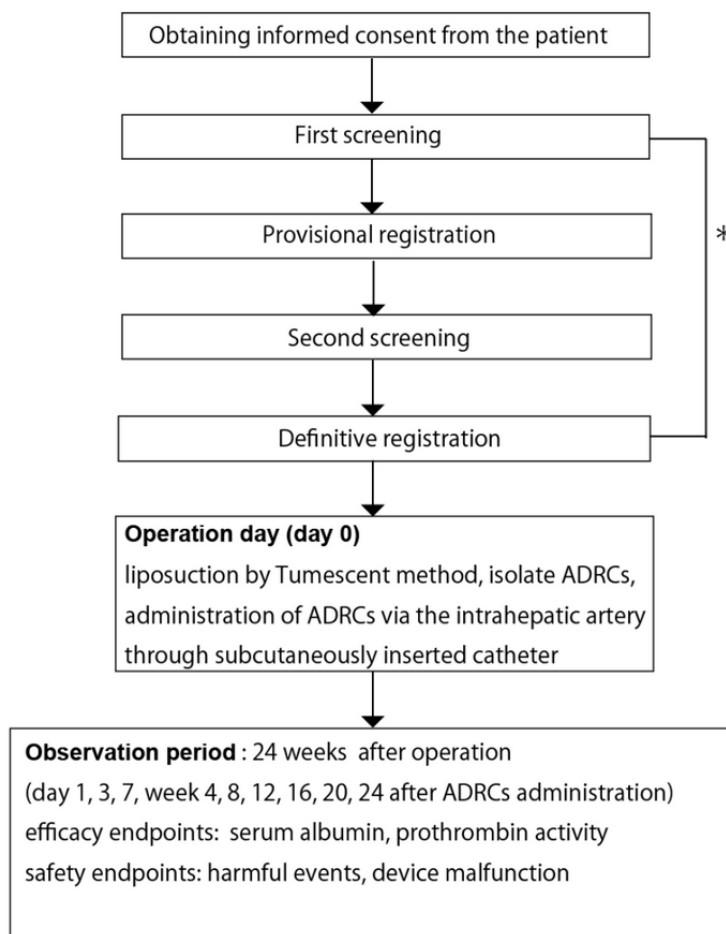 Obtaining informed consent from the patient
First screening
Provisional registration
*
Second screening
Definitive registration
Operation day (day 0)
liposuction by Tumescent method, isolate ADRCs,
administration of ADRCs via the intrahepatic artery
through subcutaneously inserted catheter
Observation period : 24 weeks after operation
(day 1, 3, 7, week 4, 8, 12, 16, 20, 24 after ADRCs administration)
efficacy endpoints: serum albumin, prothrombin activity
safety endpoints: harmful events, device malfunction